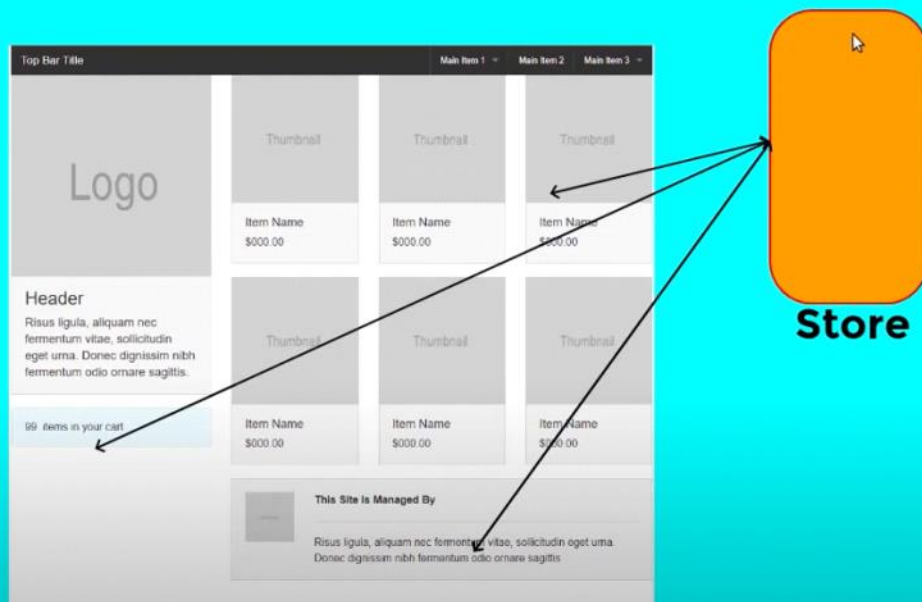 Top Bar Title
Main Item 1
Main Item 2
Main Item 3
Logo
Thumbnail
Thumbnail
Thumbnail
Item Name
$000.00
Item Name
$000.00
Item Name
$000.00
Header
Risus ligula, aliquam nec
fermentum vitae, sollicitudin
eget urna. Donec dignissim nibh
fermentum odio ornare sagittis.
99 items in your cart
Thumbnail
Thumbnail
Thumbnail
Item Name
$000.00
Item Name
$000.00
Item Name
$000.00
This Site Is Managed By
Risus ligula, aliquam nec fermentum vitae, sollicitudin eget urna.
Donec dignissim nibh fermentum odio ornare sagittis
Store